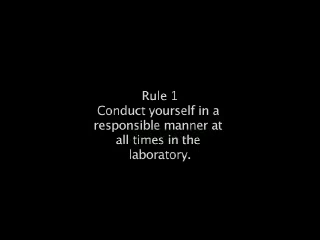 Rule 1
Conduct yourself in a
responsible manner at
all times in the
laboratory.